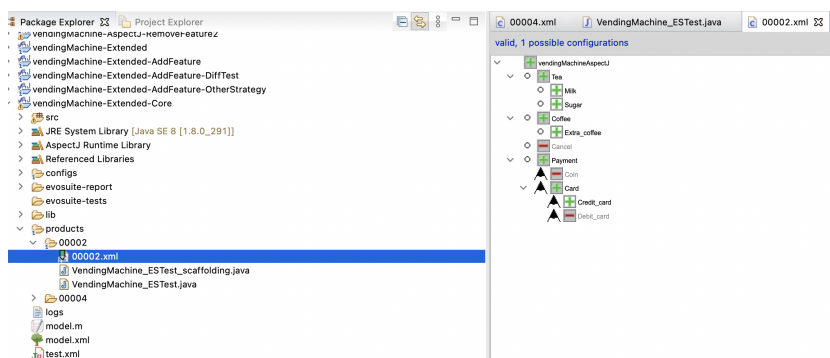 Package Explorer
Project Explorer
vendingMachine-AspectJ-RemoveFeature2
vendingMachine-Extended
vendingMachine-Extended-AddFeature
vendingMachine-Extended-AddFeature-DiffTest
vendingMachine-Extended-AddFeature-OtherStrategy
vendingMachine-Extended-Core
src
JRE System Library [Java SE 8 [1.8.0_291]]
AspectJ Runtime Library
Referenced Libraries
configs
evosuite-report
evosuite-tests
lib
products
00002
00002.xml
VendingMachine_ESTest_scaffolding.java
VendingMachine_ESTest.java
00004
logs
model.m
model.xml
test.xml
00004.xml
VendingMachine_ESTest.java
00002.xml
valid, 1 possible configurations
vendingMachineAspectJ
Tea
Milk
Sugar
Coffee
Extra_coffee
Cancel
Payment
Coin
Card
Credit_card
Debit_card